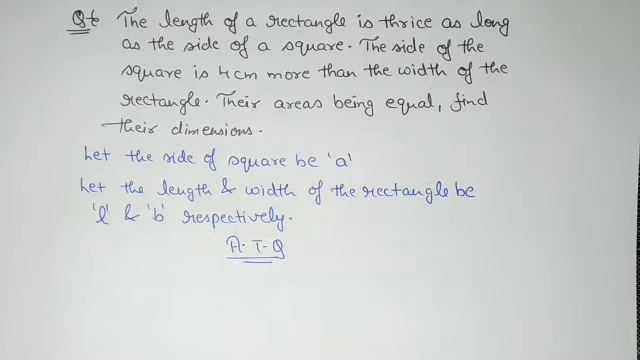 Q6 The length of a rectangle is thrice as long
as the side of a square. The side of the
square is 4cm more than the width of the
rectangle. Their areas being equal, find
their dimensions.
Let the side of square be 'a'
Let the length & width of the rectangle be
'l' & 'b' respectively.
A.T.Q